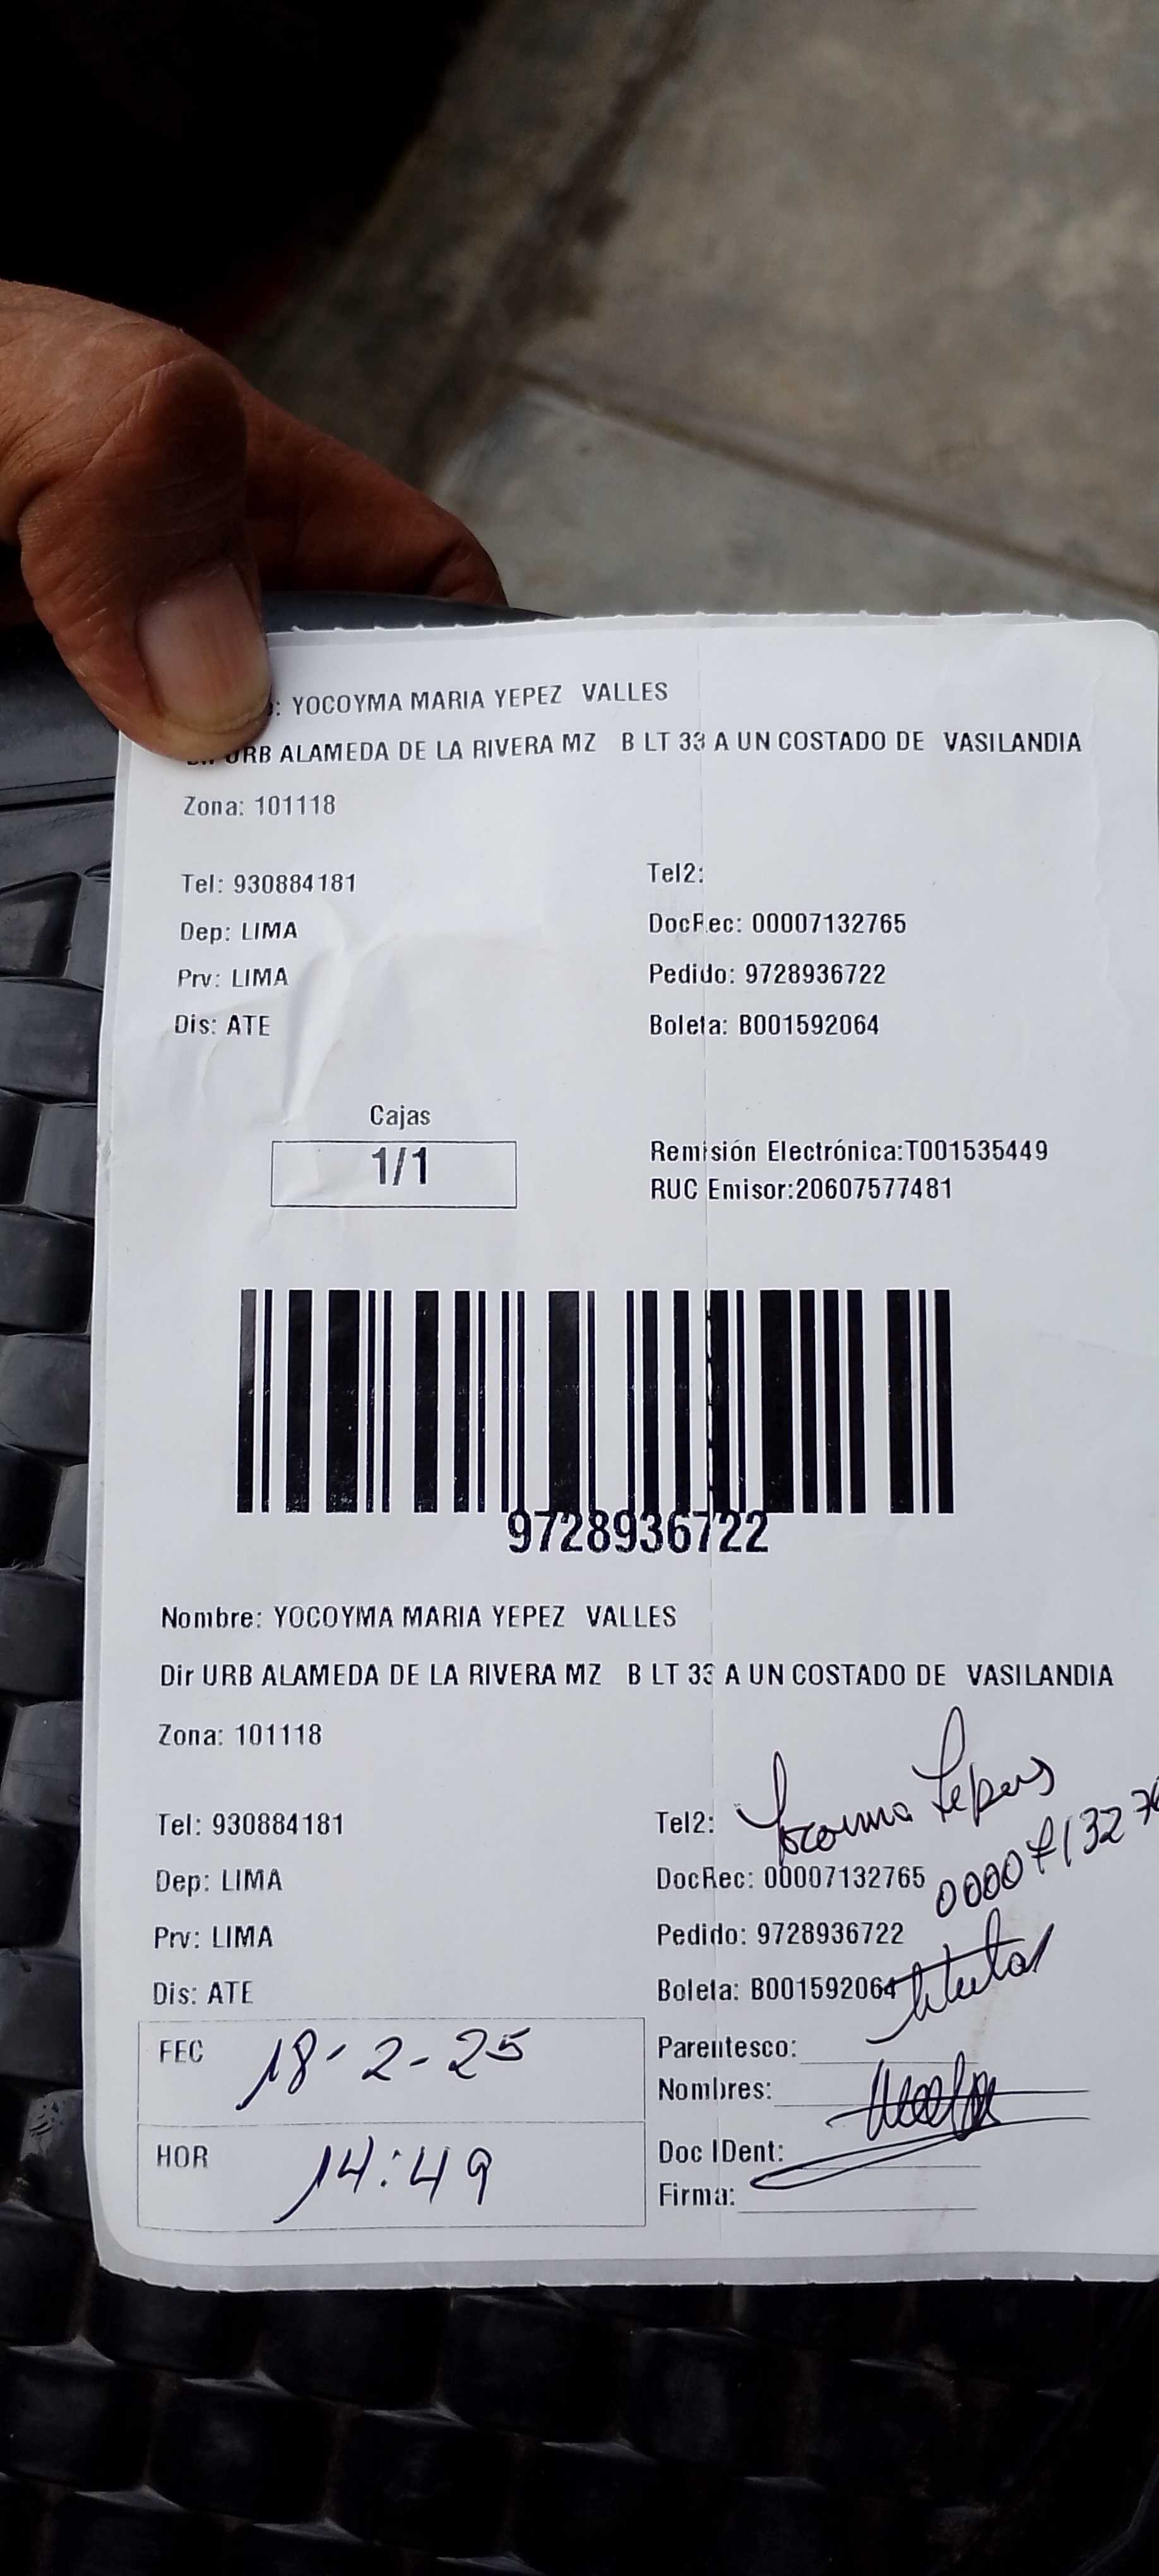 : YOCOYMA MARIA YEPEZ VALLES
URB ALAMEDA DE LA RIVERA MZ B LT 33 A UN COSTADO DE VASILANDIA
Zona: 101118
Tel: 930884181
Tel2:
Dep: LIMA
DocRec: 00007132765
Prv: LIMA
Pedido: 9728936722
Dis: ATE
Boleta: B001592064
Cajas
1/1
Remisión Electrónica:T001535449
RUC Emisor:20607577481
9728936722
Nombre: YOCOYMA MARIA YEPEZ VALLES
Dir URB ALAMEDA DE LA RIVERA MZ B LT 33 A UN COSTADO DE VASILANDIA
Zona: 101118
Tel: 930884181
Tel2:
Dep: LIMA
DocRec: 00007132765 00007132 76
Prv: LIMA
Pedido: 9728936722
Dis: ATE
Boleta: B001592064
FEC 18-2-25
Parentesco:
Nombres:
HOR 14:49
Doc IDent:
Firma: